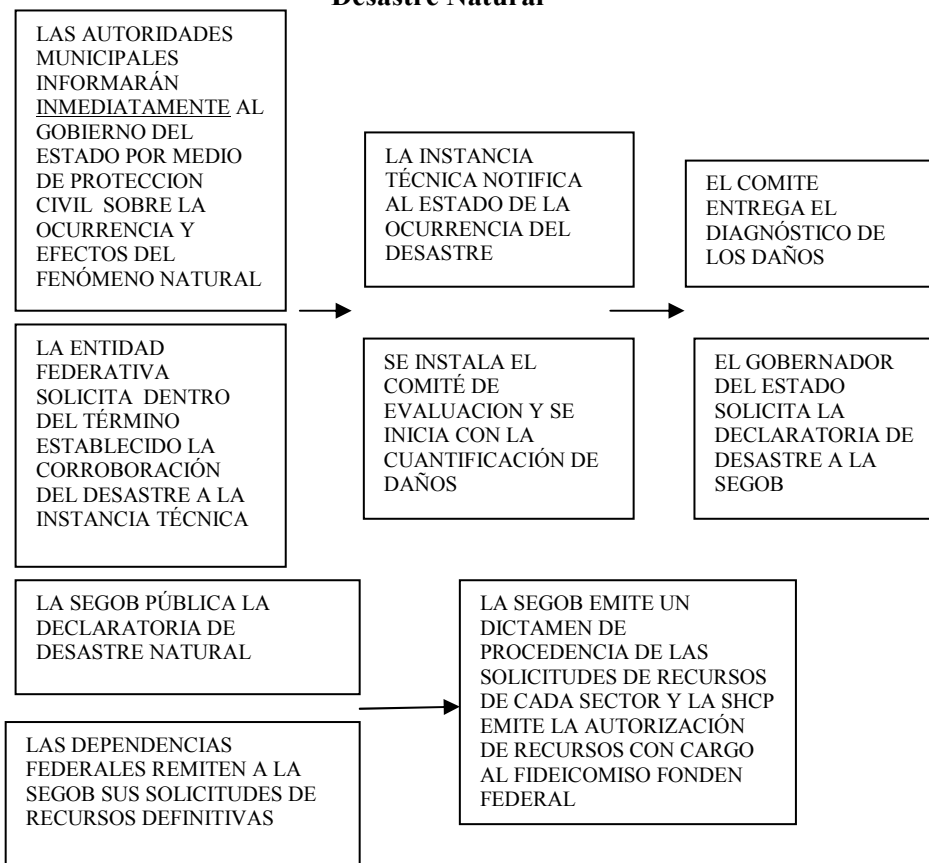 Desastre Natural
LAS AUTORIDADES
MUNICIPALES
INFORMARÁN
INMEDIATAMENTE AL
GOBIERNO DEL
ESTADO POR MEDIO
DE PROTECCION
CIVIL SOBRE LA
OCURRENCIA Y
EFECTOS DEL
FENÓMENO NATURAL
LA ENTIDAD
FEDERATIVA
SOLICITA DENTRO
DEL TÉRMINO
ESTABLECIDO LA
CORROBORACIÓN
DEL DESASTRE A LA
INSTANCIA TÉCNICA
LA INSTANCIA
TÉCNICA NOTIFICA
AL ESTADO DE LA
OCURRENCIA DEL
DESASTRE
SE INSTALA EL
COMITÉ DE
EVALUACION Y SE
INICIA CON LA
CUANTIFICACIÓN DE
DAÑOS
EL COMITE
ENTREGA EL
DIAGNÓSTICO DE
LOS DAÑOS
EL GOBERNADOR
DEL ESTADO
SOLICITA LA
DECLARATORIA DE
DESASTRE A LA
SEGOB
LA SEGOB PÚBLICA LA
DECLARATORIA DE
DESASTRE NATURAL
LAS DEPENDENCIAS
FEDERALES REMITEN A LA
SEGOB SUS SOLICITUDES DE
RECURSOS DEFINITIVAS
LA SEGOB EMITE UN
DICTAMEN DE
PROCEDENCIA DE LAS
SOLICITUDES DE RECURSOS
DE CADA SECTOR Y LA SHCP
EMITE LA AUTORIZACIÓN
DE RECURSOS CON CARGO
AL FIDEICOMISO FONDEN
FEDERAL